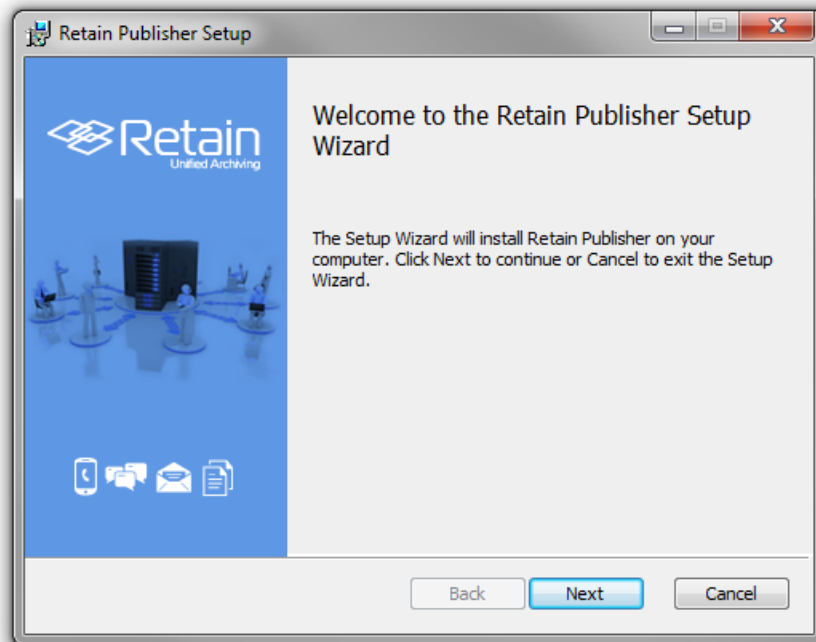 Retain Publisher Setup
Retain
Unified Archiving
Welcome to the Retain Publisher Setup
Wizard
The Setup Wizard will install Retain Publisher on your
computer. Click Next to continue or Cancel to exit the Setup
Wizard.
Back
Next
Cancel